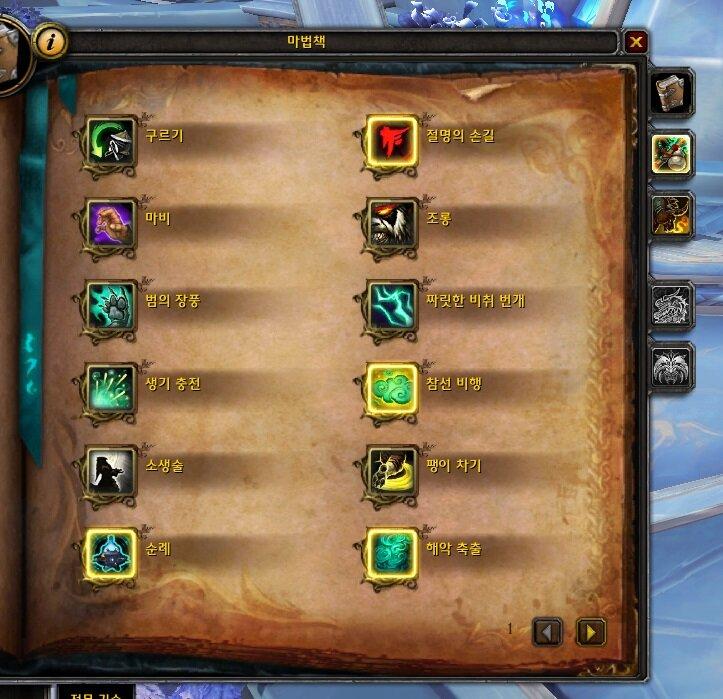 마법책
구르기
절명의 손길
마비
조롱
범의 장풍
짜릿한 비취 번개
생기 충전
참선 비행
소생술
팽이 차기
순례
해악 축출
1